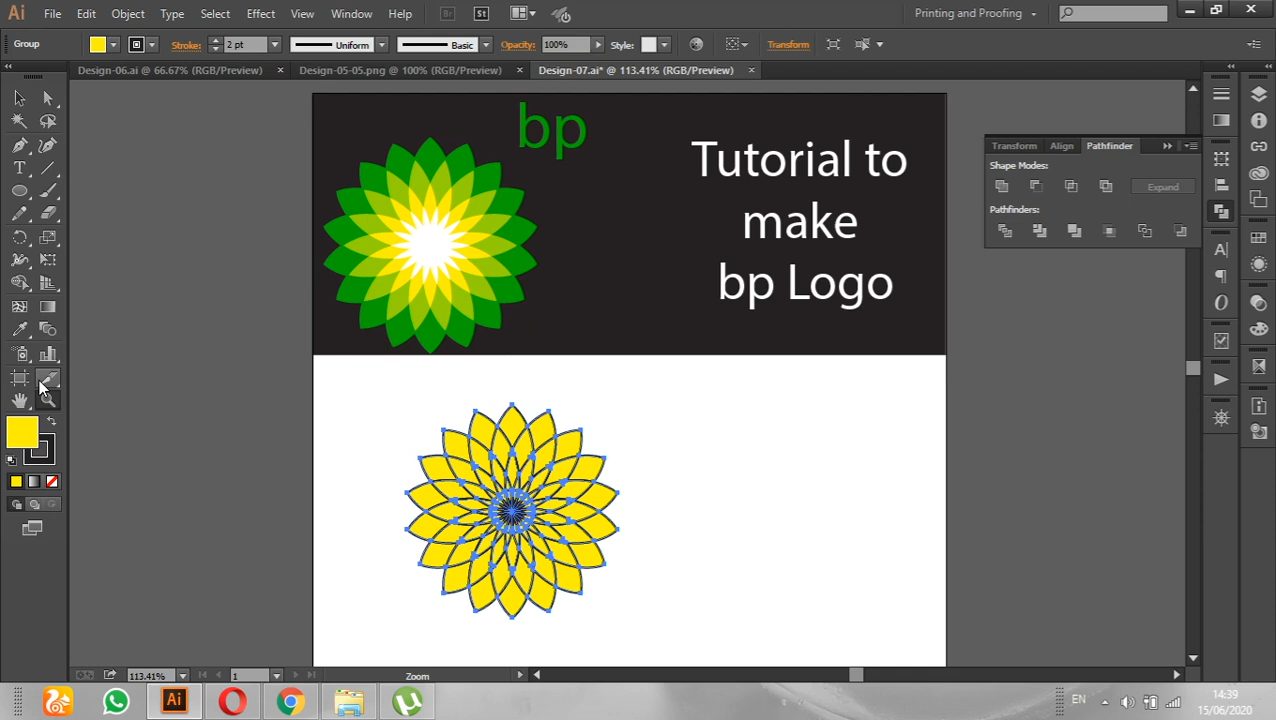 Ai File Edit Object Type Select Effect View Window Help Br St Printing and Proofing
Group Stroke: 2 pt Uniform Basic Opacity: 100% Style: Transform
Design-06.ai @ 66.67% (RGB/Preview) × Design-05-05.png @ 100% (RGB/Preview) × Design-07.ai* @ 113.41% (RGB/Preview) ×
bp
Tutorial to
make
bp Logo
Transform Align Pathfinder
Shape Modes:
Expand
Pathfinders:
113.41% 1 Zoom
Ai EN 14:39
15/06/2020